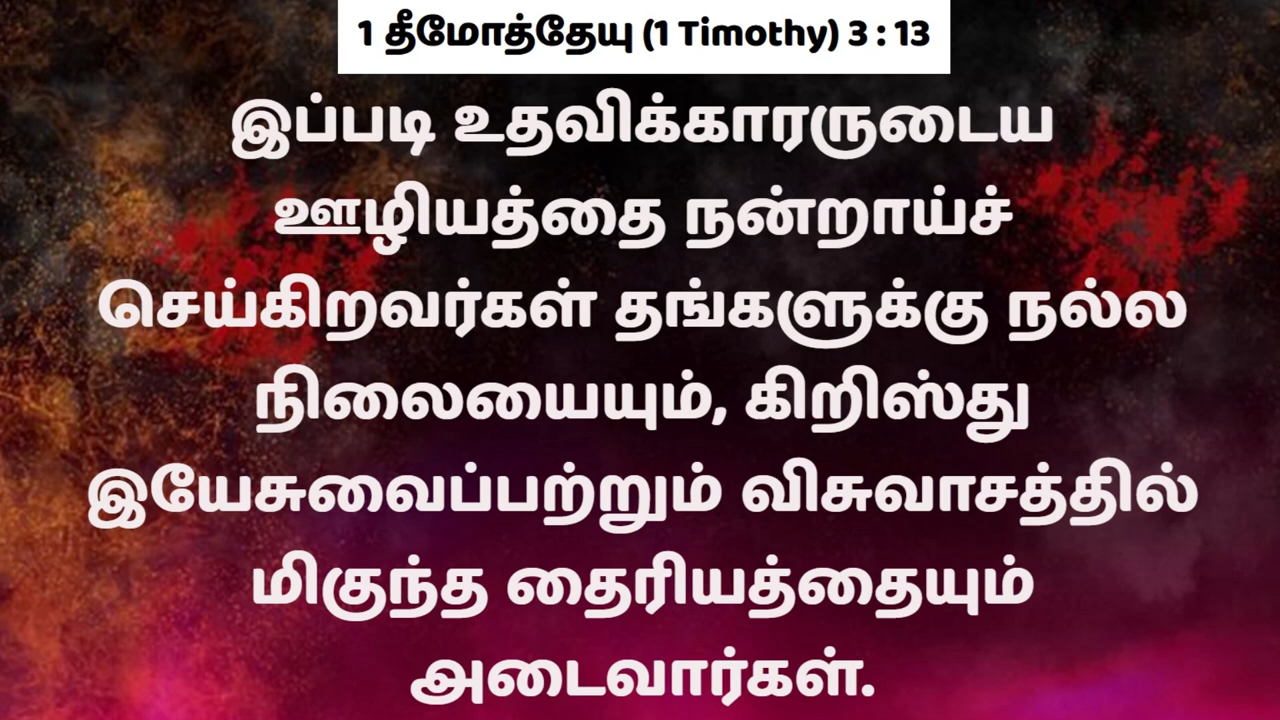 1 தீமோத்தேயு (1 Timothy) 3 : 13
இப்படி உதவிக்காரருடைய
ஊழியத்தை நன்றாய்ச்
செய்கிறவர்கள் தங்களுக்கு நல்ல
நிலையையும், கிறிஸ்து
இயேசுவைப்பற்றும் விசுவாசத்தில்
மிகுந்த தைரியத்தையும்
அடைவார்கள்.